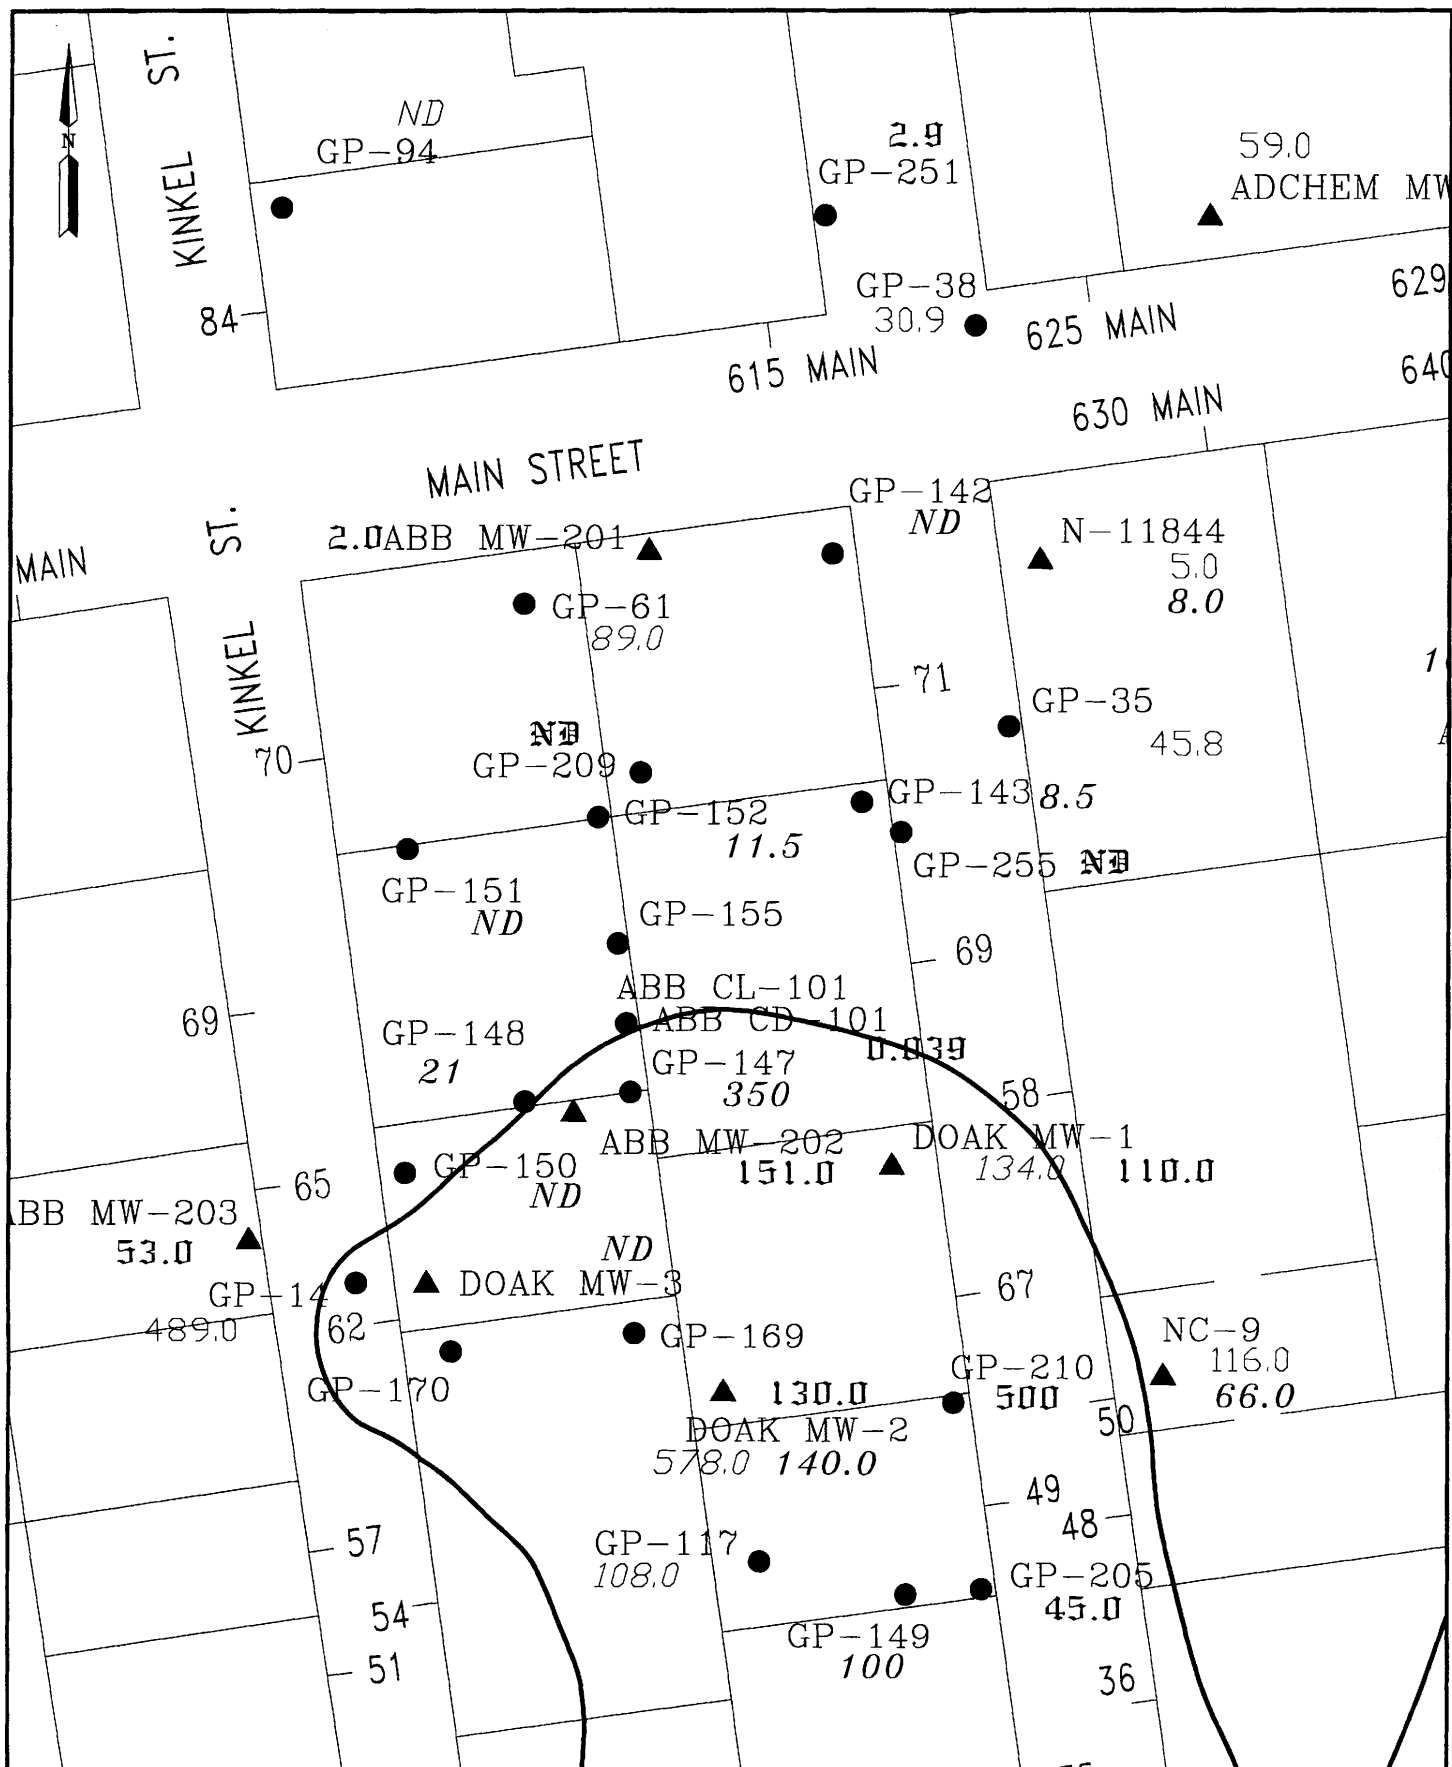 KINKEL ST.
N
ND
GP-94
2.9
GP-251
59.0
ADCHEM MW
GP-38
30.9
84
629
625 MAIN
615 MAIN
640
630 MAIN
MAIN STREET
GP-142
ND
2.0 ABB MW-201
N-11844
5.0
8.0
KINKEL ST.
MAIN
GP-61
89.0
71
GP-35
45.8
ND
GP-209
70
GP-143 8.5
GP-152
11.5
GP-255 ND
GP-151
ND
GP-155
69
ABB CL-101
ABB CD-101
0.039
69
GP-148
21
GP-147
350
58
ABB MW-202
151.0
DOAK MW-1
134.0 110.0
GP-150
ND
65
ABB MW-203
53.0
ND
DOAK MW-3
GP-14
489.0
62
67
GP-169
NC-9
116.0
66.0
GP-170
GP-210
500
130.0
DOAK MW-2
578.0 140.0
50
49
48
57
GP-117
108.0
GP-205
45.0
54
GP-149
100
51
36